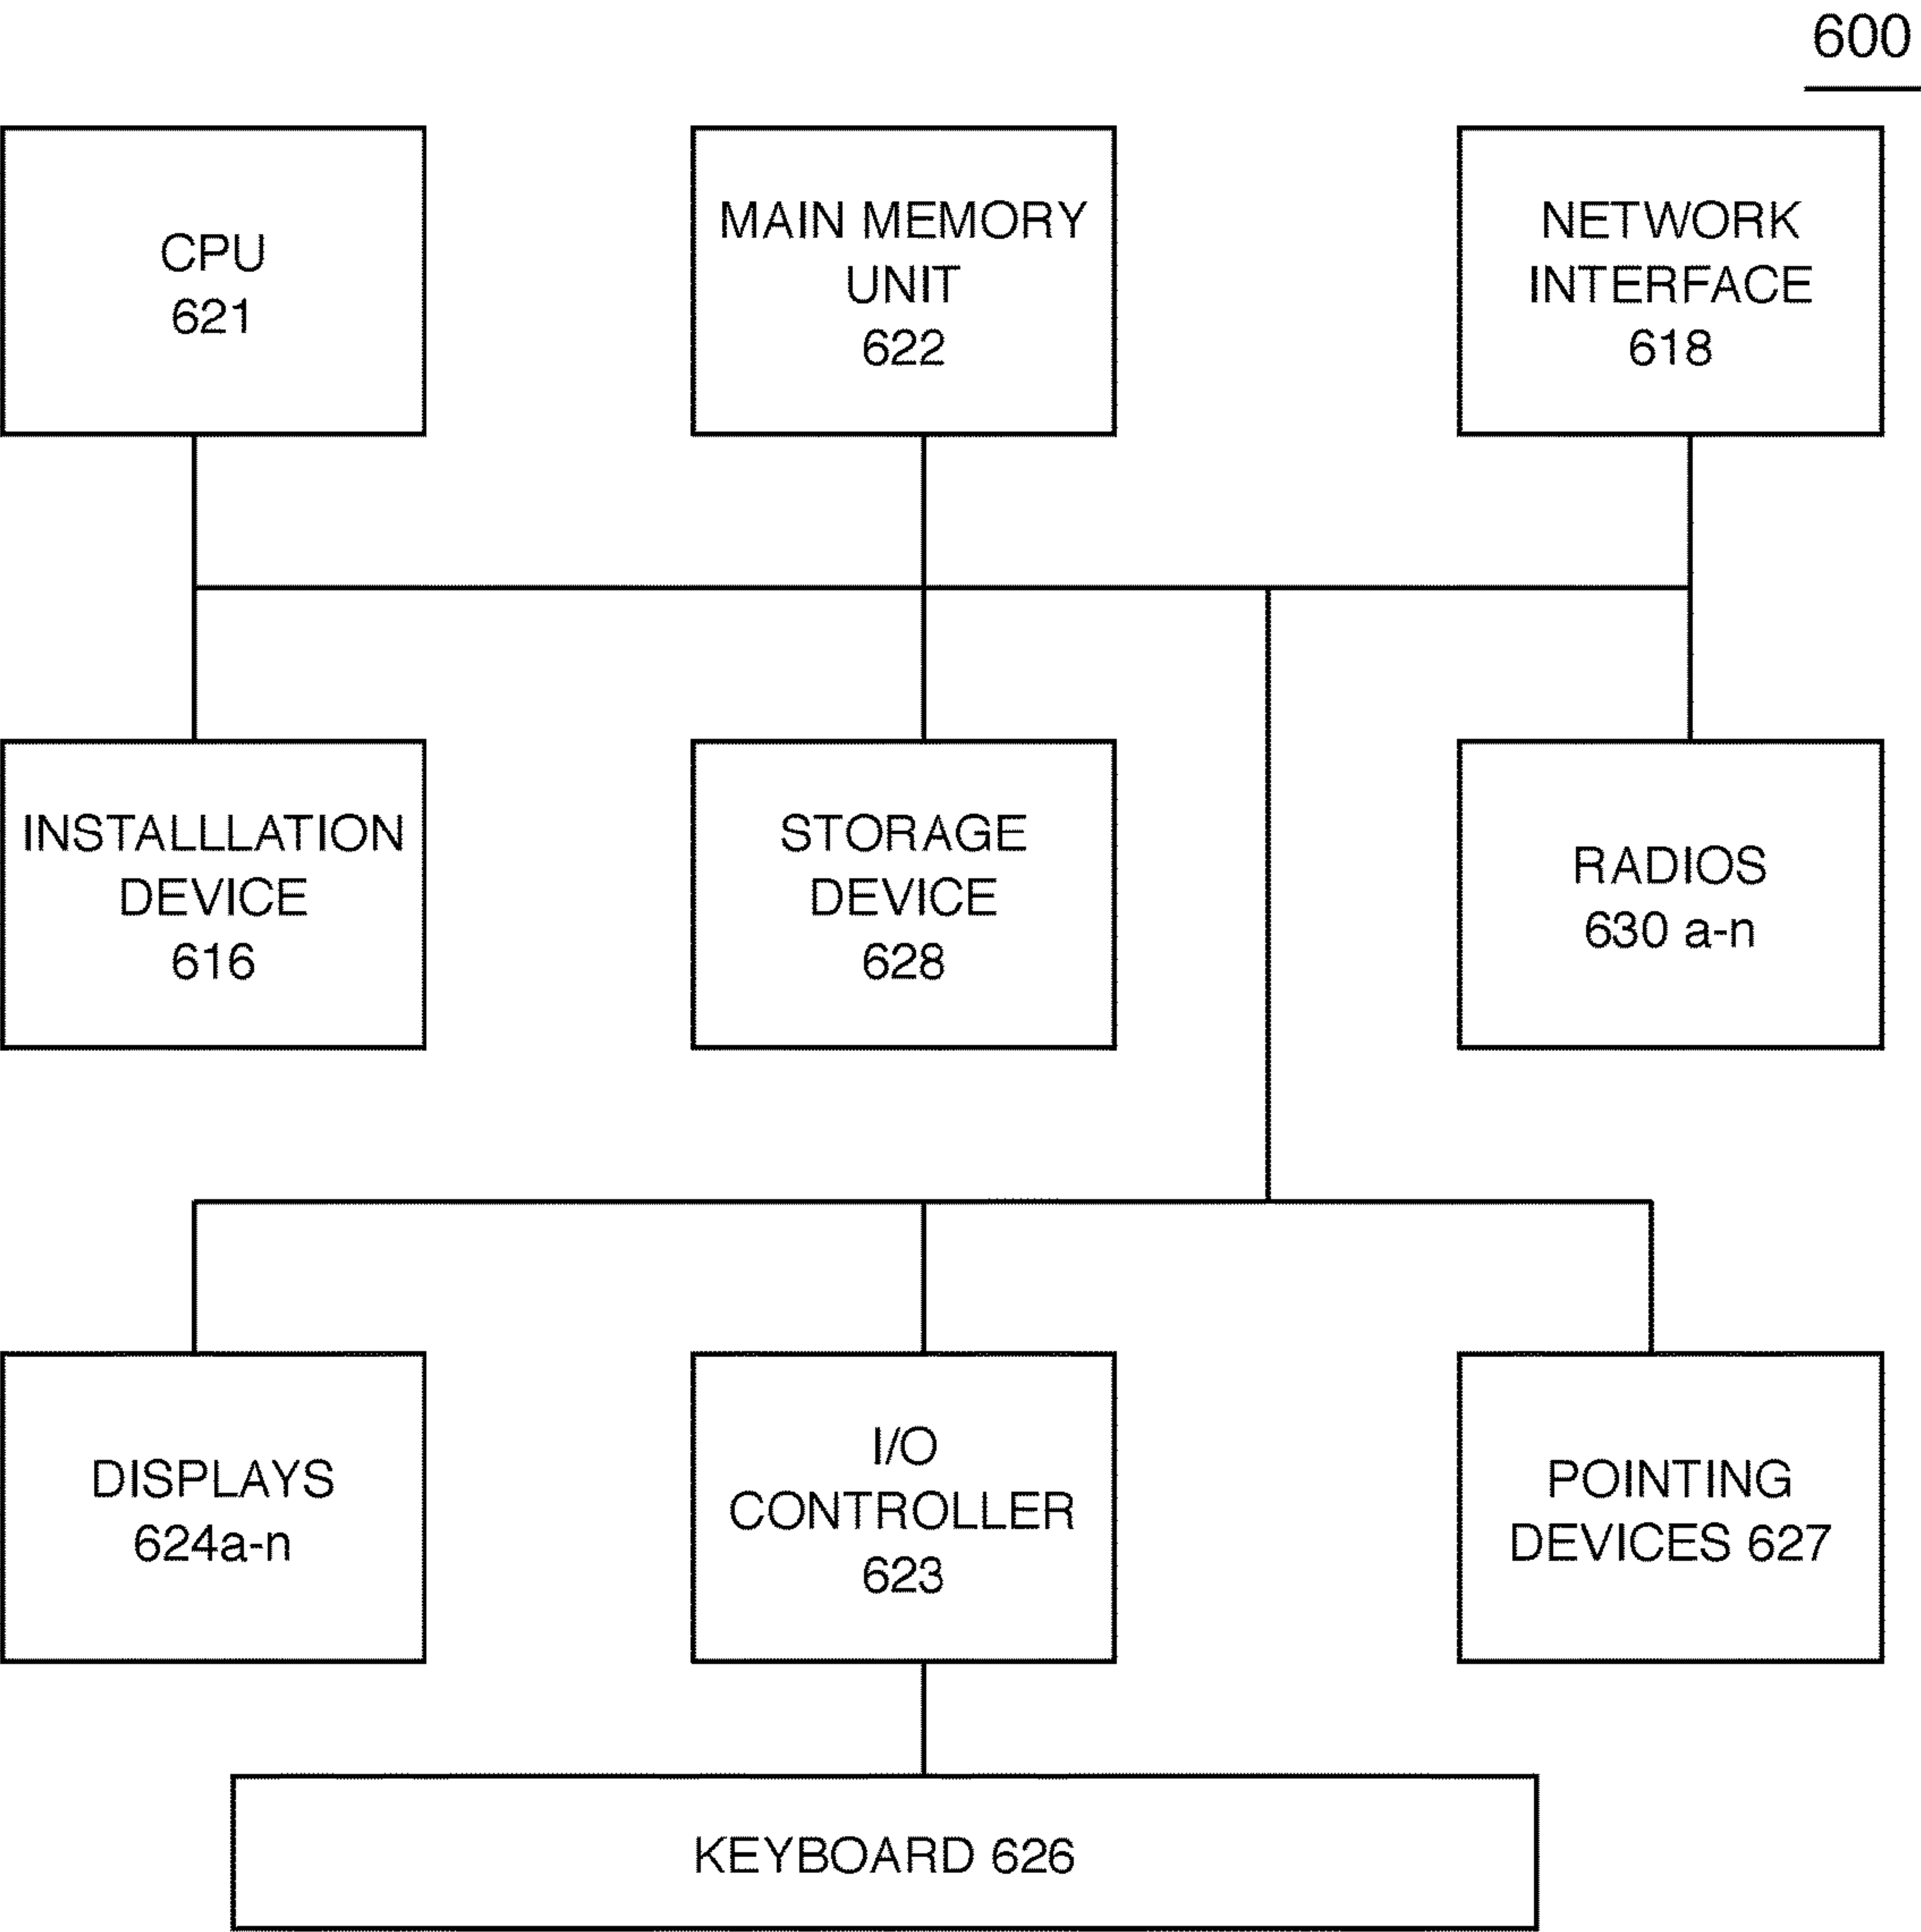 600
CPU
621
MAIN MEMORY
UNIT
622
NETWORK
INTERFACE
618
INSTALLLATION
DEVICE
616
STORAGE
DEVICE
628
RADIOS
630 a-n
DISPLAYS
624a-n
I/O
CONTROLLER
623
POINTING
DEVICES 627
KEYBOARD 626